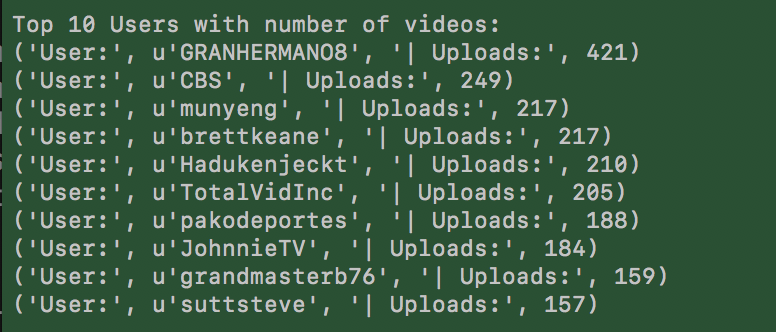 Top 10 Users with number of videos:
('User:', u'GRANHERMANO8', '| Uploads:', 421)
('User:', u'CBS', '| Uploads:', 249)
('User:', u'munyeng', '| Uploads:', 217)
('User:', u'brettkeane', '| Uploads:', 217)
('User:', u'Hadukenjeckt', '| Uploads:', 210)
('User:', u'TotalVidInc', '| Uploads:', 205)
('User:', u'pakodeportes', '| Uploads:', 188)
('User:', u'JohnnieTV', '| Uploads:', 184)
('User:', u'grandmasterb76', '| Uploads:', 159)
('User:', u'suttsteve', '| Uploads:', 157)